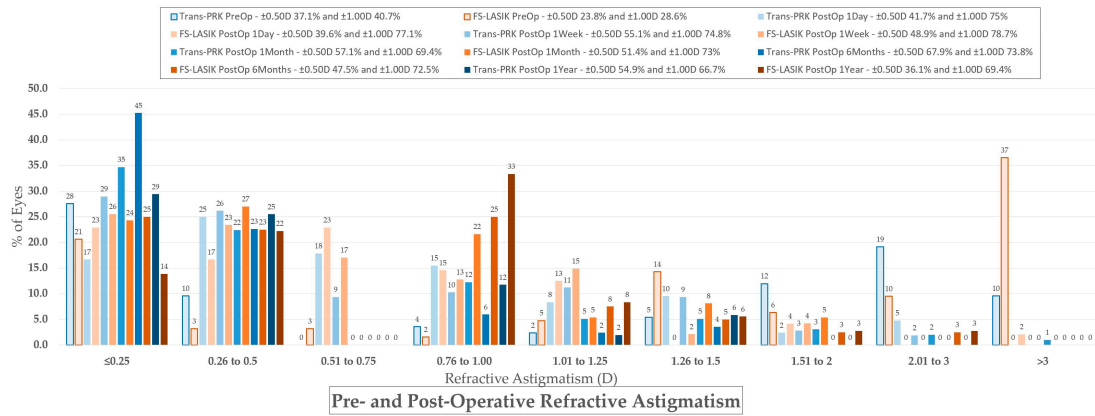 Trans-PRK PreOp - ±0.50D 37.1% and ±1.00D 40.7%
FS-LASIK PreOp - ±0.50D 23.8% and ±1.00D 28.6%
Trans-PRK PostOp 1Day - ±0.50D 41.7% and ±1.00D 75%
FS-LASIK PostOp 1Day - ±0.50D 39.6% and ±1.00D 77.1%
Trans-PRK PostOp 1Week - ±0.50D 55.1% and ±1.00D 74.8%
FS-LASIK PostOp 1Week - ±0.50D 48.9% and ±1.00D 78.7%
Trans-PRK PostOp 1Month - ±0.50D 57.1% and ±1.00D 69.4%
FS-LASIK PostOp 1Month - ±0.50D 51.4% and ±1.00D 73%
Trans-PRK PostOp 6Months - ±0.50D 67.9% and ±1.00D 73.8%
FS-LASIK PostOp 6Months - ±0.50D 47.5% and ±1.00D 72.5%
Trans-PRK PostOp 1Year - ±0.50D 54.9% and ±1.00D 66.7%
FS-LASIK PostOp 1Year - ±0.50D 36.1% and ±1.00D 69.4%
% of Eyes
50.0
45.0
40.0
35.0
30.0
25.0
20.0
15.0
10.0
5.0
0.0
28 21 17 23 29 26 35 24 45 25 29 14
10 3 25 17 26 23 22 27 23 23 25 22
0 3 18 23 9 17 0 0 0 0 0 0
4 2 15 15 10 13 12 22 6 25 12 33
2 5 8 13 11 15 5 5 2 8 2 8
5 14 10 0 9 2 5 8 4 5 6 6
12 6 2 4 3 4 3 5 0 3 0 3
19 10 5 0 2 0 2 0 0 3 0 3
10 37 0 2 0 0 1 0 0 0 0 0
≤0.25 0.26 to 0.5 0.51 to 0.75 0.76 to 1.00 1.01 to 1.25 1.26 to 1.5 1.51 to 2 2.01 to 3 >3
Refractive Astigmatism (D)
Pre- and Post-Operative Refractive Astigmatism